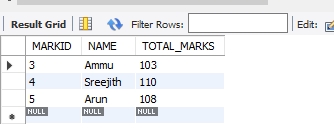 Result Grid Filter Rows: Edit:
MARKID NAME TOTAL_MARKS
3 Ammu 103
4 Sreejith 110
5 Arun 108
NULL NULL NULL